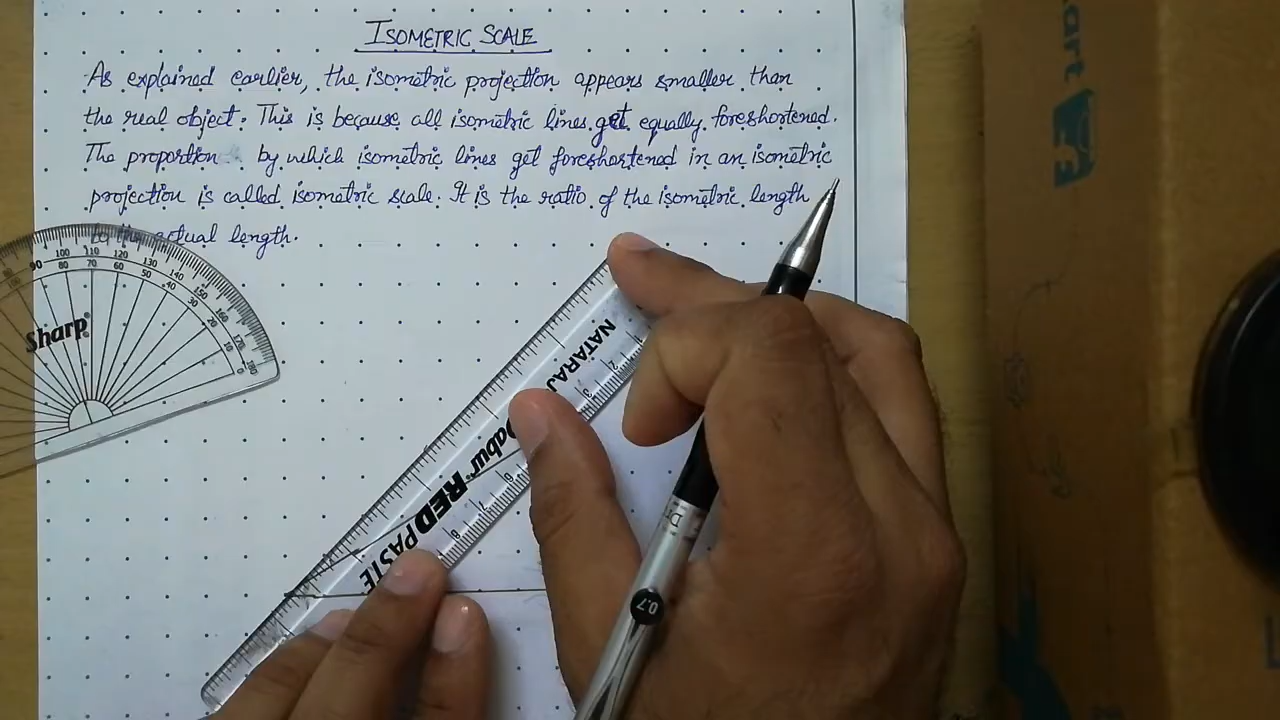 ISOMETRIC SCALE
As explained earlier, the isometric projection appears smaller than
the real object. This is because all isometric lines get equally foreshortened.
The proportion by which isometric lines get foreshortened in an isometric
projection is called isometric scale. It is the ratio of the isometric length
to the actual length.
Sharp
NATARAJ
Dabur RED PASTE
0.7